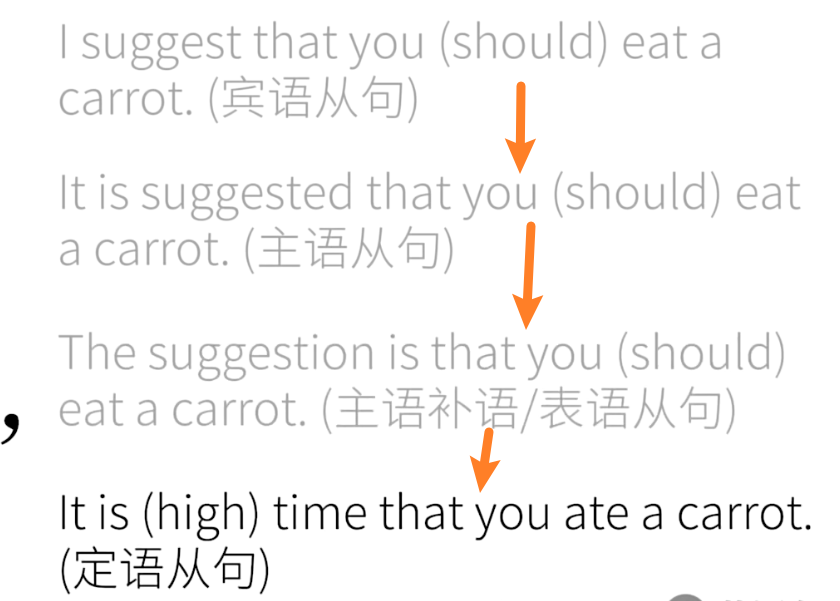 I suggest that you (should) eat a
carrot. (宾语从句)
It is suggested that you (should) eat
a carrot. (主语从句)
The suggestion is that you (should)
, eat a carrot. (主语补语/表语从句)
It is (high) time that you ate a carrot.
(定语从句)